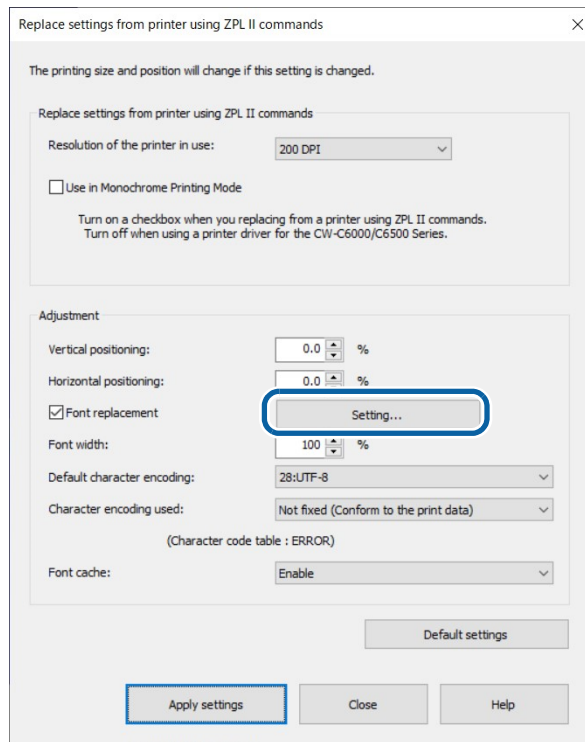 Replace settings from printer using ZPL II commands
The printing size and position will change if this setting is changed.
Replace settings from printer using ZPL II commands
Resolution of the printer in use: 200 DPI
Use in Monochrome Printing Mode
Turn on a checkbox when you replacing from a printer using ZPL II commands.
Turn off when using a printer driver for the CW-C6000/C6500 Series.
Adjustment
Vertical positioning: 0.0 %
Horizontal positioning: 0.0 %
Font replacement Setting...
Font width: 100 %
Default character encoding: 28:UTF-8
Character encoding used: Not fixed (Conform to the print data)
(Character code table : ERROR)
Font cache: Enable
Default settings
Apply settings Close Help